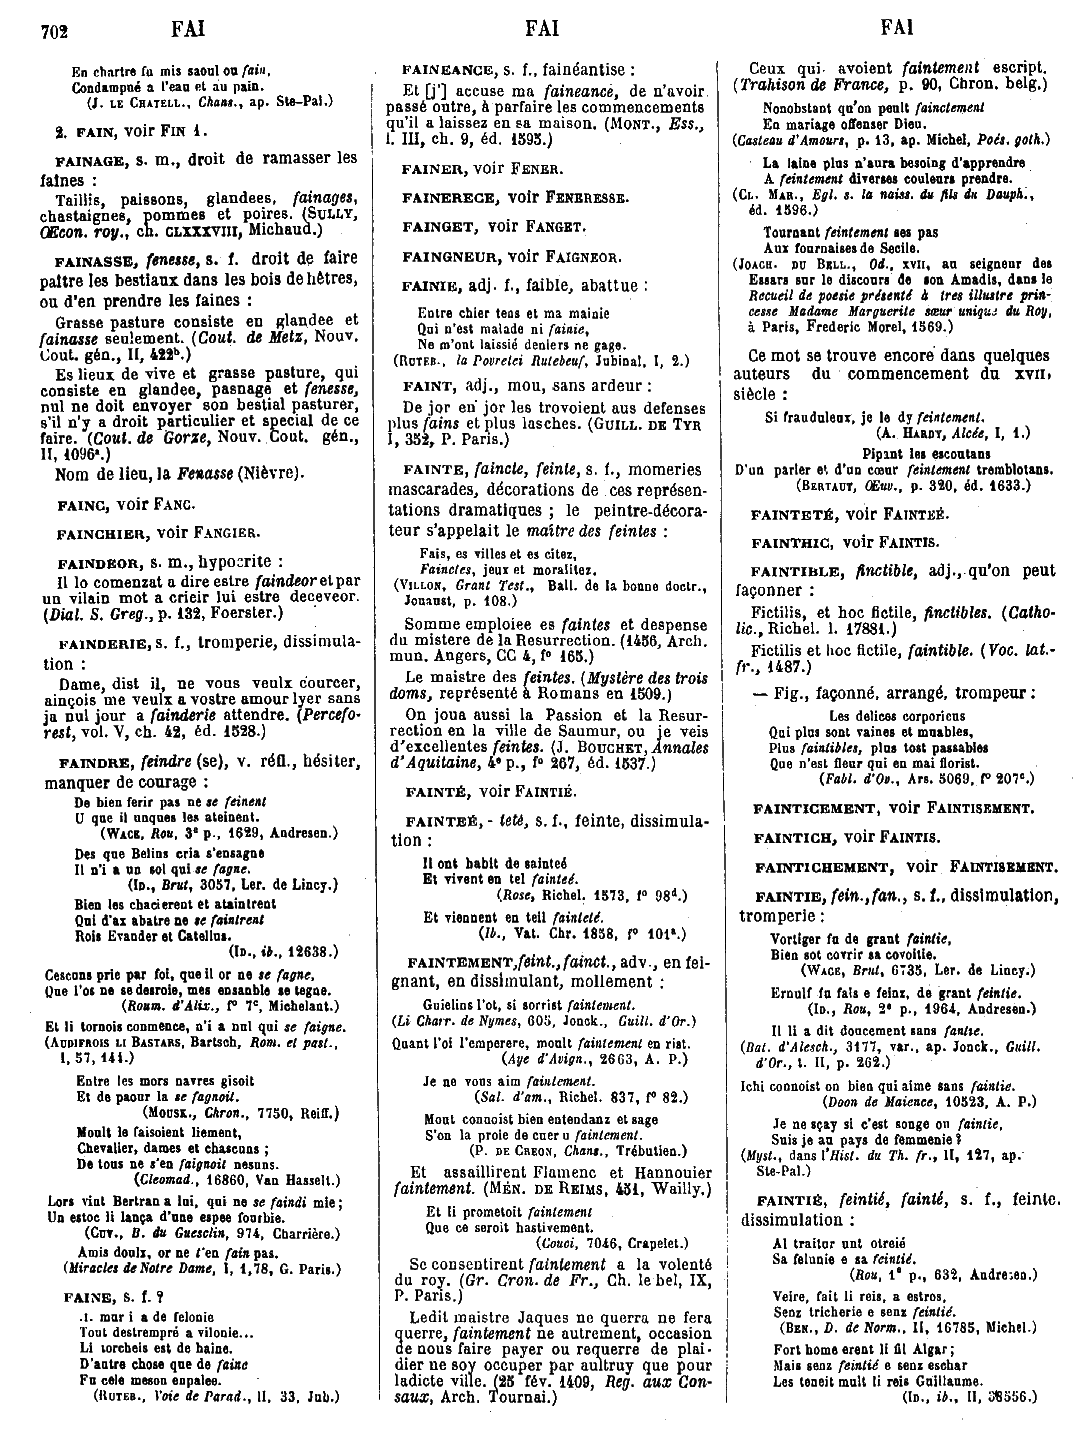 702 FAI FAI FAI
En chartre fu mis saoul ou fain,
Condampné a l'eau et au pain.
(J. LE CHATELL., Chans., ap. Ste-Pal.)
2. FAIN, voir FIN 1.
FAINAGE, s. m., droit de ramasser les
faînes :
Taillis, paissons, glandees, fainages,
chastaignes, pommes et poires. (SULLY,
Œcon. roy., ch. CLXXXVIII, Michaud.)
FAINASSE, fenesse, s. f. droit de faire
paître les bestiaux dans les bois de hêtres,
ou d'en prendre les faines :
Grasse pasture consiste en glandee et
fainasse seulement. (Cout. de Metz, Nouv.
Cout. gén., II, 422b.)
Es lieux de vive et grasse pasture, qui
consiste en glandee, pasnage et fenesse,
nul ne doit envoyer son bestial pasturer,
s'il n'y a droit particulier et special de ce
faire. (Cout. de Gorze, Nouv. Cout. gén.,
II, 1096a.)
Nom de lieu, la Fenasse (Nièvre).
FAINC, voir FANC.
FAINCHIER, voir FANGIER.
FAINDEOR, s. m., hypocrite :
Il lo comenzat a dire estre faindeor et par
un vilain mot a crieir lui estre deceveor.
(Dial. S. Greg., p. 132, Foerster.)
FAINDERIE, s. f., tromperie, dissimula-
tion :
Dame, dist il, ne vous veulx courcer,
ainçois me veulx a vostre amour lyer sans
ja nul jour a fainderie attendre. (Percefo-
rest, vol. V, ch. 42, éd. 1528.)
FAINDRE, feindre (se), v. réfl., hésiter,
manquer de courage :
De bien ferir pas ne se feinent
U que il unques les ateinent.
(WACE, Rou, 3e p., 1629, Andresen.)
Des que Belins cria s'ensagne
Il n'i a un sol qui se fagne.
(ID., Brut, 3057, Ler. de Lincy.)
Bien les chacierent et ataintrent
Qui d'ax abatre ne se faintrent
Rois Evander et Catellus.
(ID., ib., 12638.)
Cescuns prie par foi, que il or ne se fagne,
Que l'os ne se desroie, mes ensanble se tegne.
(Roum. d'Alix., f° 7c, Michelant.)
Et li tornois conmence, n'i a nul qui se faigne.
(AUDIFROIS LI BASTARS, Bartsch, Rom. et past.,
I, 57, 141.)
Entre les mors navres gisoit
Et de paour la se fagnoit.
(MOUSK., Chron., 7750, Reiff.)
Moult le faisoient liement,
Chevalier, dames et chascuns ;
De tous ne s'en faignoit nesuns.
(Cleomad., 16860, Van Hasselt.)
Lors vint Bertran a lui, qui ne se faindi mie ;
Un estoc li lança d'une espee fourbie.
(CUV., B. du Guesclin, 974, Charrière.)
Amis doulx, or ne t'en fain pas.
(Miracles de Notre Dame, I, 1,78, G. Paris.)
FAINE, s. f. ?
.I. mur i a de felonie
Tout destrempré a vilonie...
Li torcheis est de haine.
D'autre chose que de faine
Fu cele meson enpalee.
(RUTEB., Voie de Parad., II, 33, Jub.)
FAINEANCE, s. f., fainéantise :
Et [j'] accuse ma faineance, de n'avoir
passé outre, à parfaire les commencements
qu'il a laissez en sa maison. (MONT., Ess.,
l. III, ch. 9, éd. 1595.)
FAINER, voir FENER.
FAINERECE, voir FENERESSE.
FAINGET, voir FANGET.
FAINGNEUR, voir FAIGNEOR.
FAINIE, adj. f., faible, abattue :
Entre chier tens et ma mainie
Qui n'est malade ni fainie,
Ne m'ont laissié deniers ne gage.
(RUTEB., la Povretei Rutebeuf, Jubinal, I, 2.)
FAINT, adj., mou, sans ardeur :
De jor en jor les trovoient aus defenses
plus fains et plus lasches. (GUILL. DE TYR
I, 352, P. Paris.)
FAINTE, faincte, feinte, s. f., momeries
mascarades, décorations de ces représen-
tations dramatiques ; le peintre-décora-
teur s'appelait le maître des feintes :
Fais, es villes et es citez,
Fainctes, jeux et moralitez.
(VILLON, Grant Test., Ball. de la bonne doctr.,
Jouaust, p. 108.)
Somme emploiee es faintes et despense
du mistere de la Resurrection. (1456, Arch.
mun. Angers, CC 4, f° 165.)
Le maistre des feintes. (Mystère des trois
doms, représenté à Romans en 1509.)
On joua aussi la Passion et la Resur-
rection en la ville de Saumur, ou je veis
d'excellentes feintes. (J. BOUCHET, Annales
d'Aquitaine, 4e p., f° 267, éd. 1537.)
FAINTÉ, voir FAINTIÉ.
FAINTEÉ, - teté, s. f., feinte, dissimula-
tion :
Il ont habit de sainteé
Et vivent en tel fainteé.
(Rose, Richel. 1573, f° 98d.)
Et viennent en tell fainteté.
(Ib., Vat. Chr. 1858, f° 101a.)
FAINTEMENT, feint., fainct., adv., en fei-
gnant, en dissimulant, mollement :
Guielins l'ot, si sorrist faintement.
(Li Charr. de Nymes, 605, Jonck., Guill. d'Or.)
Quant l'oi l'emperere, moult faintement en rist.
(Aye d'Avign., 2663, A. P.)
Je ne vous aim faintement.
(Sal. d'am., Richel. 837, f° 82.)
Mout connoist bien entendanz et sage
S'on la proie de cuer u faintement.
(P. DE CREON, Chans., Trébutien.)
Et assaillirent Flamenc et Hannouier
faintement. (MÉN. DE REIMS, 431, Wailly.)
Et li prometoit faintement
Que ce seroit hastivement.
(Couci, 7046, Crapelet.)
Se consentirent faintement a la volenté
du roy. (Gr. Cron. de Fr., Ch. le bel, IX,
P. Paris.)
Ledit maistre Jaques ne querra ne fera
querre, faintement ne autrement, occasion
de nous faire payer ou requerre de plai-
dier ne soy occuper par aultruy que pour
ladicte ville. (25 fév. 1409, Reg. aux Con-
saux, Arch. Tournai.)
Ceux qui avoient faintement escript.
(Trahison de France, p. 90, Chron. belg.)
Nonobstant qu'on peult fainctement
En mariage offenser Dieu.
(Casteau d'Amours, p. 13, ap. Michel, Poés. goth.)
La laine plus n'aura besoing d'apprendre
A feintement diverses couleurs prendre.
(CL. MAR., Egl. s. la naiss. du fils du Dauph.,
éd. 1596.)
Tournant feintement ses pas
Aux fournaises de Secile.
(JOACH. DU BELL., Od., XVII, au seigneur des
Essars sur le discours de son Amadis, dans le
Recueil de poesie présenté à tres illustre prin-
cesse Madame Marguerite sœur unique du Roy,
à Paris, Frederic Morel, 1569.)
Ce mot se trouve encore dans quelques
auteurs du commencement du XVIIe
siècle :
Si frauduleux, je le dy feintement.
(A. HARDY, Alcée, I, 1.)
Pipant les escoutans
D'un parler et d'un cœur feintement tremblotans.
(BERTAUT, Œuv., p. 320, éd. 1633.)
FAINTETÉ, voir FAINTEÉ.
FAINTHIC, voir FAINTIS.
FAINTIBLE, finctible, adj., qu'on peut
façonner :
Fictilis, et hoc fictile, finctibles. (Catho-
lic., Richel. l. 17881.)
Fictilis et hoc fictile, faintible. (Voc. lat.-
fr., 1487.)
— Fig., façonné, arrangé, trompeur :
Les delices corporieus
Qui plus sont vaines et muables,
Plus faintibles, plus tost passables
Que n'est fleur qui en mai florist.
(Fabl. d'Ov., Ars. 5069, f° 207c.)
FAINTICEMENT, voir FAINTISEMENT.
FAINTICH, voir FAINTIS.
FAINTICHEMENT, voir FAINTISEMENT.
FAINTIE, fein., fan., s. f., dissimulation,
tromperie :
Vortiger fu de grant faintie,
Bien sot covrir sa covoitie.
(WACE, Brut, 6735, Ler. de Lincy.)
Ernulf fu fals e feinz, de grant feintie.
(ID., Rou, 2e p., 1964, Andresen.)
Il li a dit doucement sans fantie.
(Bat. d'Alesch., 3177, var., ap. Jonck., Guill.
d'Or., t. II, p. 262.)
Ichi connoist on bien qui aime sans faintie.
(Doon de Maience, 10523, A. P.)
Je ne sçay si c'est songe ou faintie,
Suis je au pays de femmenie ?
(Myst., dans l'Hist. du Th. fr., II, 127, ap.
Ste-Pal.)
FAINTIÉ, feintié, fainté, s. f., feinte,
dissimulation :
Al traitor unt otreié
Sa felunie e sa feintié.
(Rou, 1e p., 632, Andresen.)
Veire, fait li reis, a estros,
Senz tricherie e senz feintié.
(BEN., D. de Norm., II, 16785, Michel.)
Fort home erent li fil Algar ;
Mais senz feintié e senz eschar
Les teneit mult li reis Guillaume.
(ID., ib., II, 38556.)